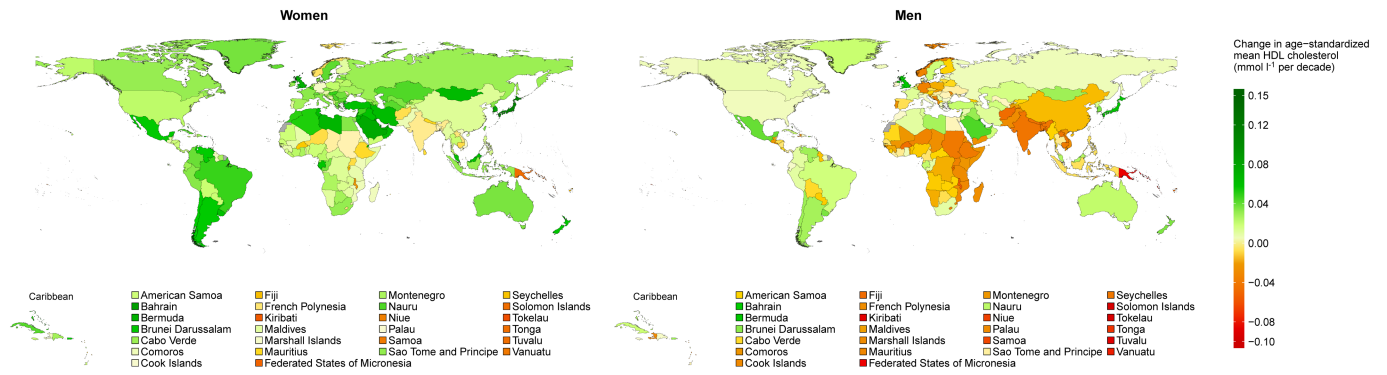 Women
Men
Change in age−standardized
mean HDL cholesterol
(mmol l⁻¹ per decade)
0.15
0.12
0.08
0.04
0.00
−0.04
−0.08
−0.10
Caribbean
American Samoa
Bahrain
Bermuda
Brunei Darussalam
Cabo Verde
Comoros
Cook Islands
Fiji
French Polynesia
Kiribati
Maldives
Marshall Islands
Mauritius
Federated States of Micronesia
Montenegro
Nauru
Niue
Palau
Samoa
Sao Tome and Principe
Seychelles
Solomon Islands
Tokelau
Tonga
Tuvalu
Vanuatu
Caribbean
American Samoa
Bahrain
Bermuda
Brunei Darussalam
Cabo Verde
Comoros
Cook Islands
Fiji
French Polynesia
Kiribati
Maldives
Marshall Islands
Mauritius
Federated States of Micronesia
Montenegro
Nauru
Niue
Palau
Samoa
Sao Tome and Principe
Seychelles
Solomon Islands
Tokelau
Tonga
Tuvalu
Vanuatu